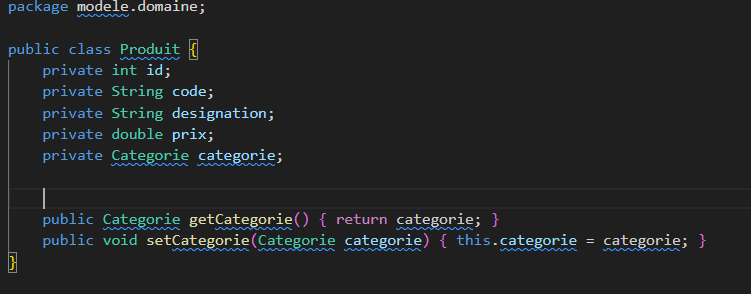 package modele.domaine;
public class Produit {
private int id;
private String code;
private String designation;
private double prix;
private Categorie categorie;
public Categorie getCategorie() { return categorie; }
public void setCategorie(Categorie categorie) { this.categorie = categorie; }
}